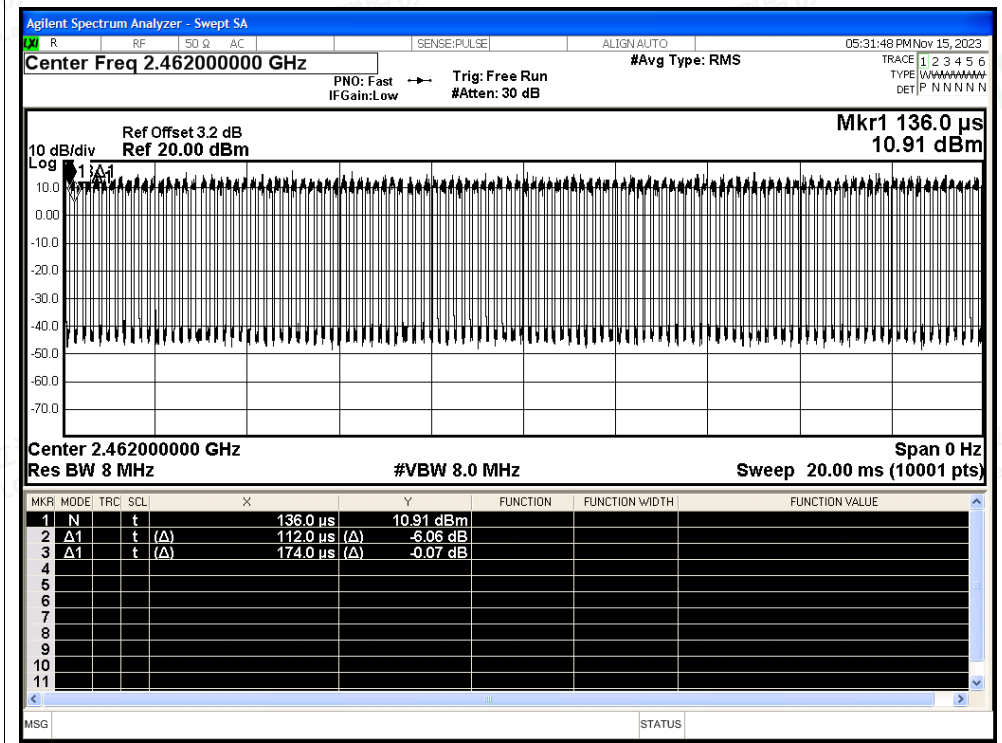 Agilent Spectrum Analyzer - Swept SA
LXI R RF 50 Ω AC SENSE:PULSE ALIGN AUTO 05:31:48 PM Nov 15, 2023
Center Freq 2.462000000 GHz #Avg Type: RMS TRACE 1 2 3 4 5 6
PNO: Fast Trig: Free Run TYPE WWWWWW
IFGain:Low #Atten: 30 dB DET P N N N N N
Mkr1 136.0 µs
10.91 dBm
Ref Offset 3.2 dB
10 dB/div Ref 20.00 dBm
Log
1 3Δ1
10.0
0.00
-10.0
-20.0
-30.0
-40.0
-50.0
-60.0
-70.0
Center 2.462000000 GHz Span 0 Hz
Res BW 8 MHz #VBW 8.0 MHz Sweep 20.00 ms (10001 pts)
MKR MODE TRC SCL X Y FUNCTION FUNCTION WIDTH FUNCTION VALUE
1 N t 136.0 µs 10.91 dBm
2 Δ1 t (Δ) 112.0 µs (Δ) -6.06 dB
3 Δ1 t (Δ) 174.0 µs (Δ) -0.07 dB
4
5
6
7
8
9
10
11
MSG STATUS